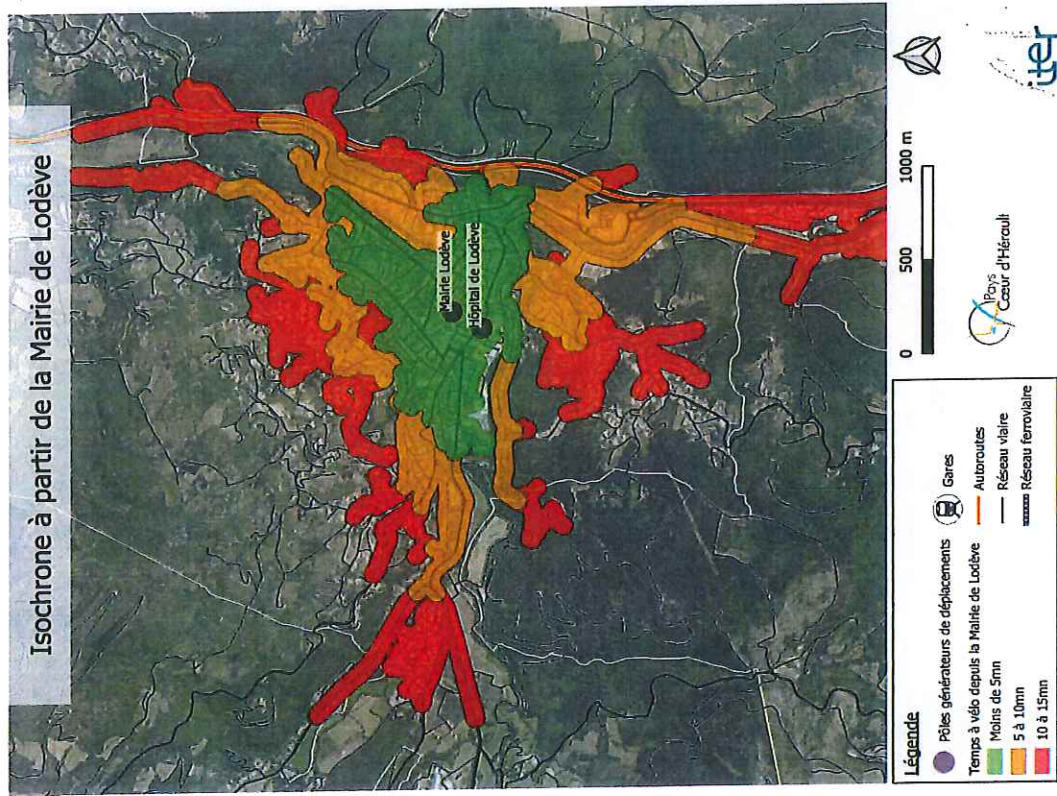 Isochrone à partir de la Mairie de Lodève
Mairie Lodève
Hôpital de Lodève
Légende
Pôles générateurs de déplacements
Gares
Temps à vélo depuis la Mairie de Lodève
Moins de 5mn
5 à 10mn
10 à 15mn
Autoroutes
Réseau viaire
Réseau ferroviaire
0 500 1000 m
Pays
Cœur d'Hérault
iter